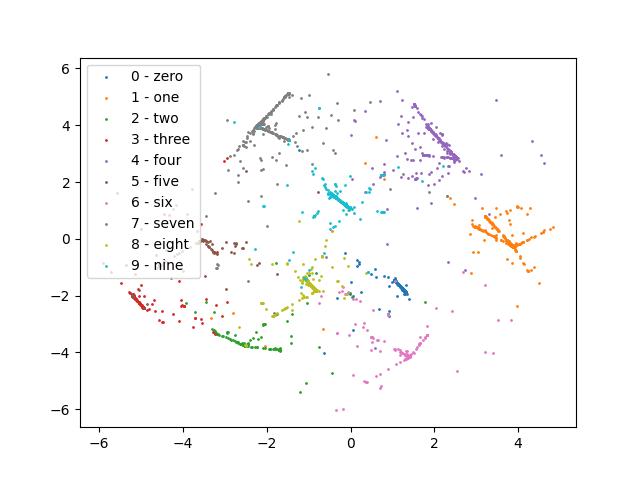 6
4
2
0
−2
−4
−6
−6
−4
−2
0
2
4
0 - zero
1 - one
2 - two
3 - three
4 - four
5 - five
6 - six
7 - seven
8 - eight
9 - nine